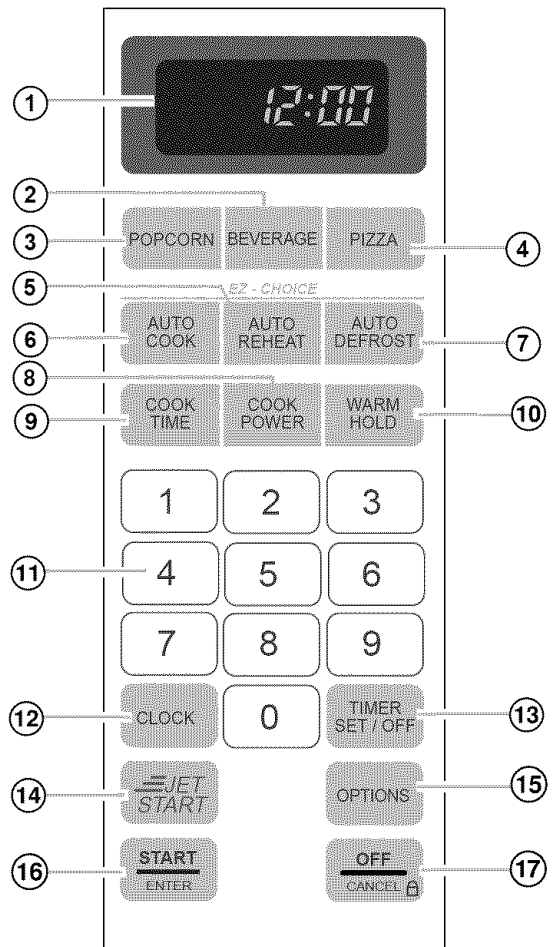 1
12:00
2
3
POPCORN BEVERAGE PIZZA
4
5
EZ - CHOICE
6
AUTO COOK
AUTO REHEAT
AUTO DEFROST
7
8
9
COOK TIME
COOK POWER
WARM HOLD
10
1 2 3
11
4 5 6
7 8 9
12
CLOCK
0
TIMER SET / OFF
13
14
JET START
OPTIONS
15
16
START
ENTER
OFF
CANCEL
17